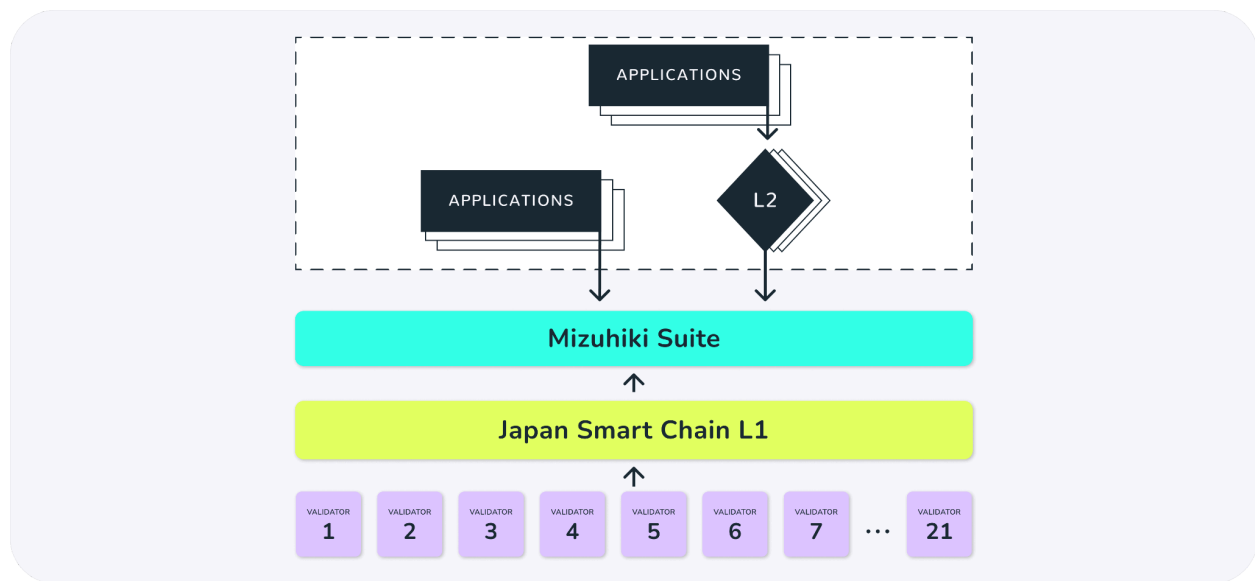 APPLICATIONS
APPLICATIONS
L2
Mizuhiki Suite
Japan Smart Chain L1
VALIDATOR
1
VALIDATOR
2
VALIDATOR
3
VALIDATOR
4
VALIDATOR
5
VALIDATOR
6
VALIDATOR
7
...
VALIDATOR
21